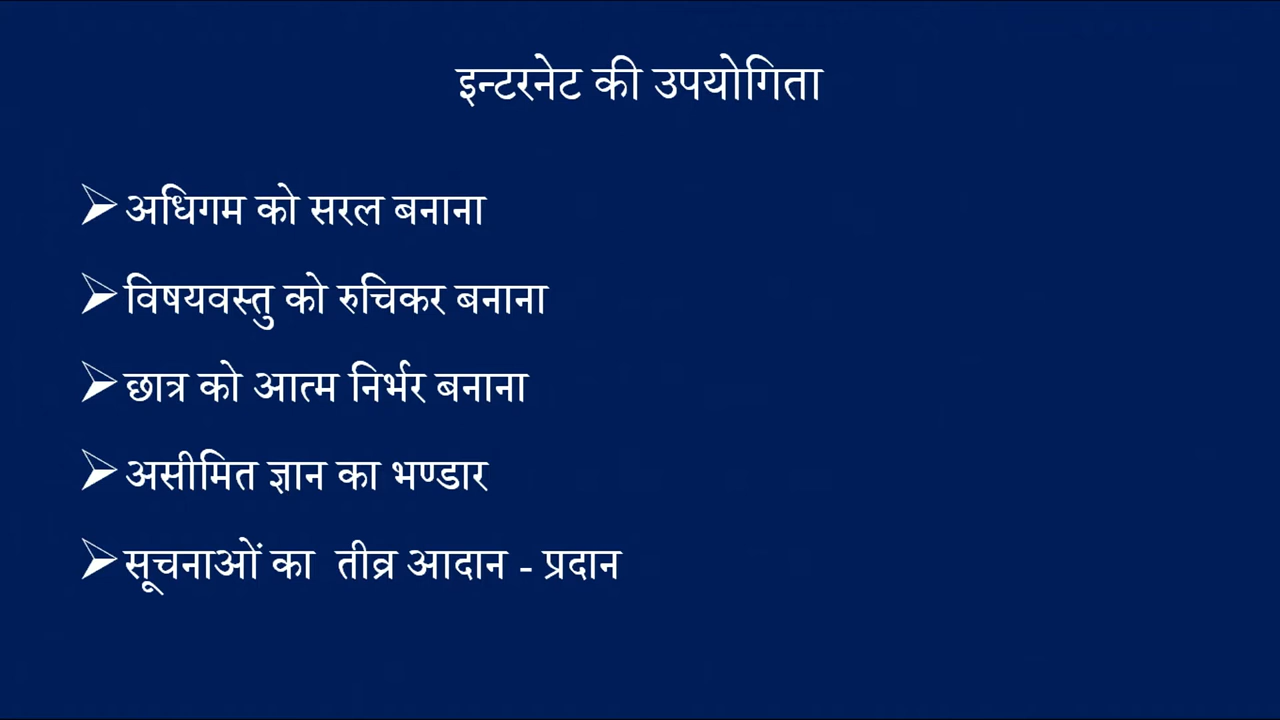 इन्टरनेट की उपयोगिता
➢अधिगम को सरल बनाना
➢विषयवस्तु को रुचिकर बनाना
➢छात्र को आत्म निर्भर बनाना
➢असीमित ज्ञान का भण्डार
➢सूचनाओं का  तीव्र आदान - प्रदान